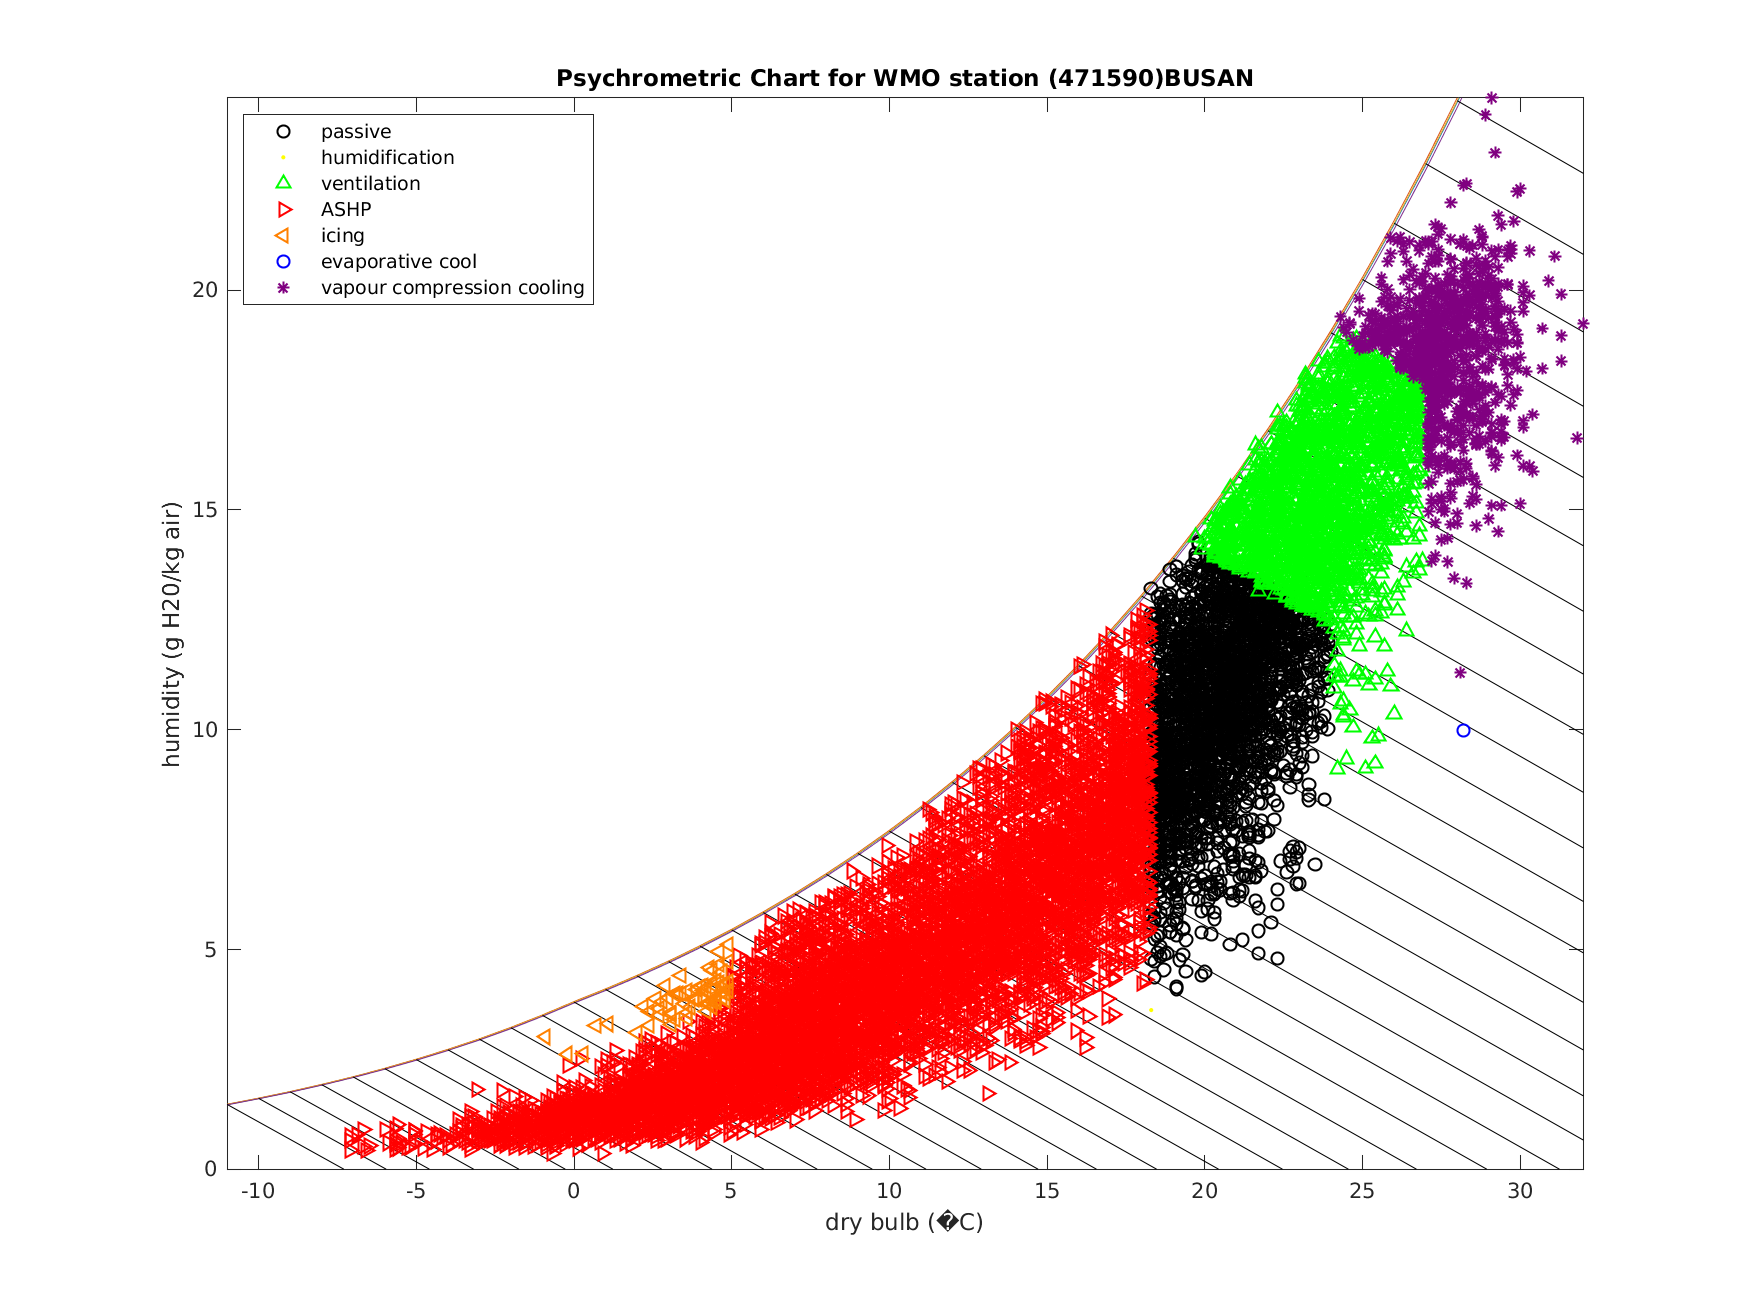 Psychrometric Chart for WMO station (471590)BUSAN
passive
humidification
ventilation
ASHP
icing
evaporative cool
vapour compression cooling
humidity (g H20/kg air)
20
15
10
5
0
-10 -5 0 5 10 15 20 25 30
dry bulb (�C)